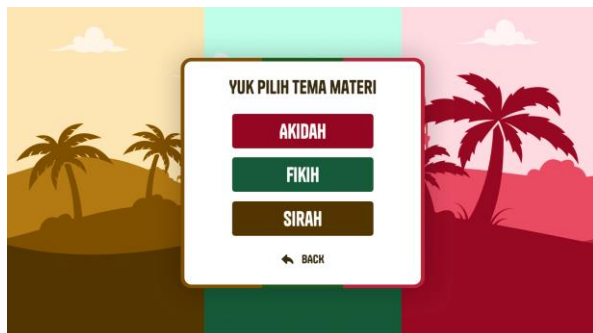 YUK PILIH TEMA MATERI
AKIDAH
FIKIH
SIRAH
BACK